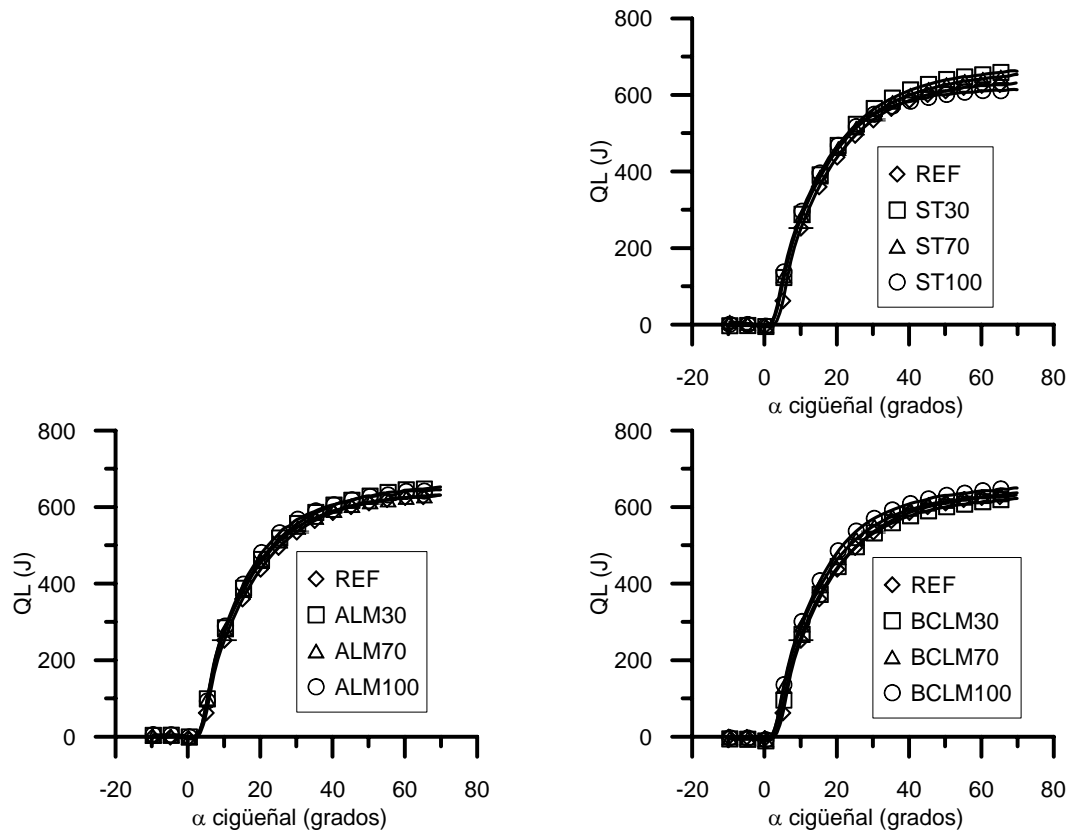 800
600
400
200
0
QL (J)
REF
ST30
ST70
ST100
-20 0 20 40 60 80
α cigüeñal (grados)
800
600
400
200
0
QL (J)
REF
ALM30
ALM70
ALM100
-20 0 20 40 60 80
α cigüeñal (grados)
800
600
400
200
0
QL (J)
REF
BCLM30
BCLM70
BCLM100
-20 0 20 40 60 80
α cigüeñal (grados)